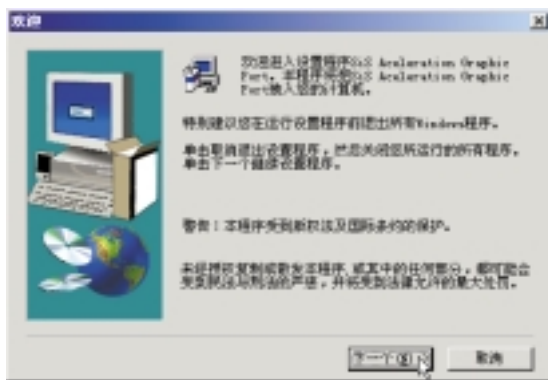 欢迎
欢迎进入设置程序SiS Aceleration Graphic
Port。本程序将把SiS Aceleration Graphic
Port装入您的计算机。
特别建议您在运行设置程序前退出所有Windows程序。
单击取消退出设置程序，然后关闭您所运行的所有程序。
单击下一个继续设置程序。
警告：本程序受到版权法及国际条约的保护。
未经授权复制或散发本程序，或其中的任何部分，都可能会
受到民法与刑法的严惩，并将受到法律允许的最大处罚。
下一个
取消